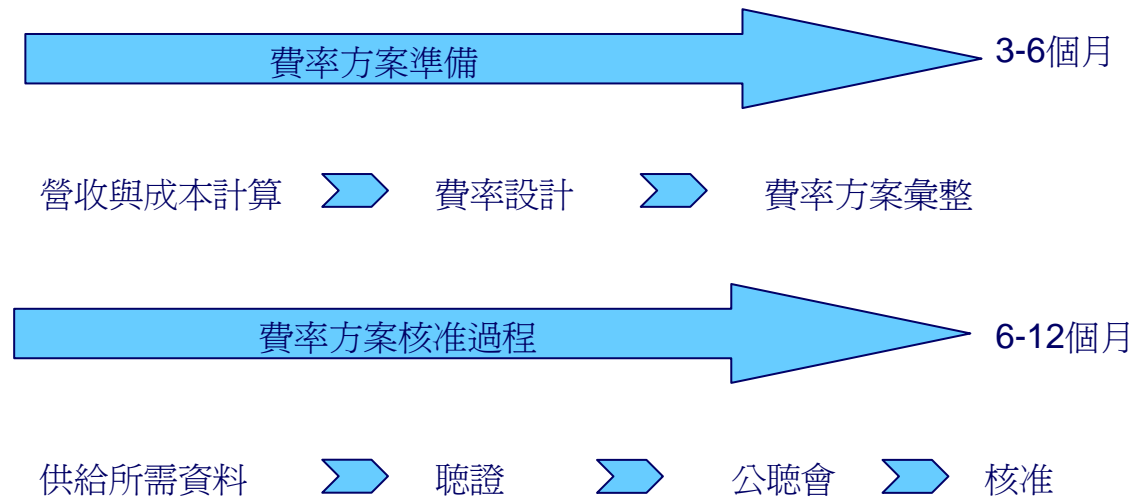 費率方案準備 3-6個月
營收與成本計算 費率設計 費率方案彙整
費率方案核准過程 6-12個月
供給所需資料 聽證 公聽會 核准